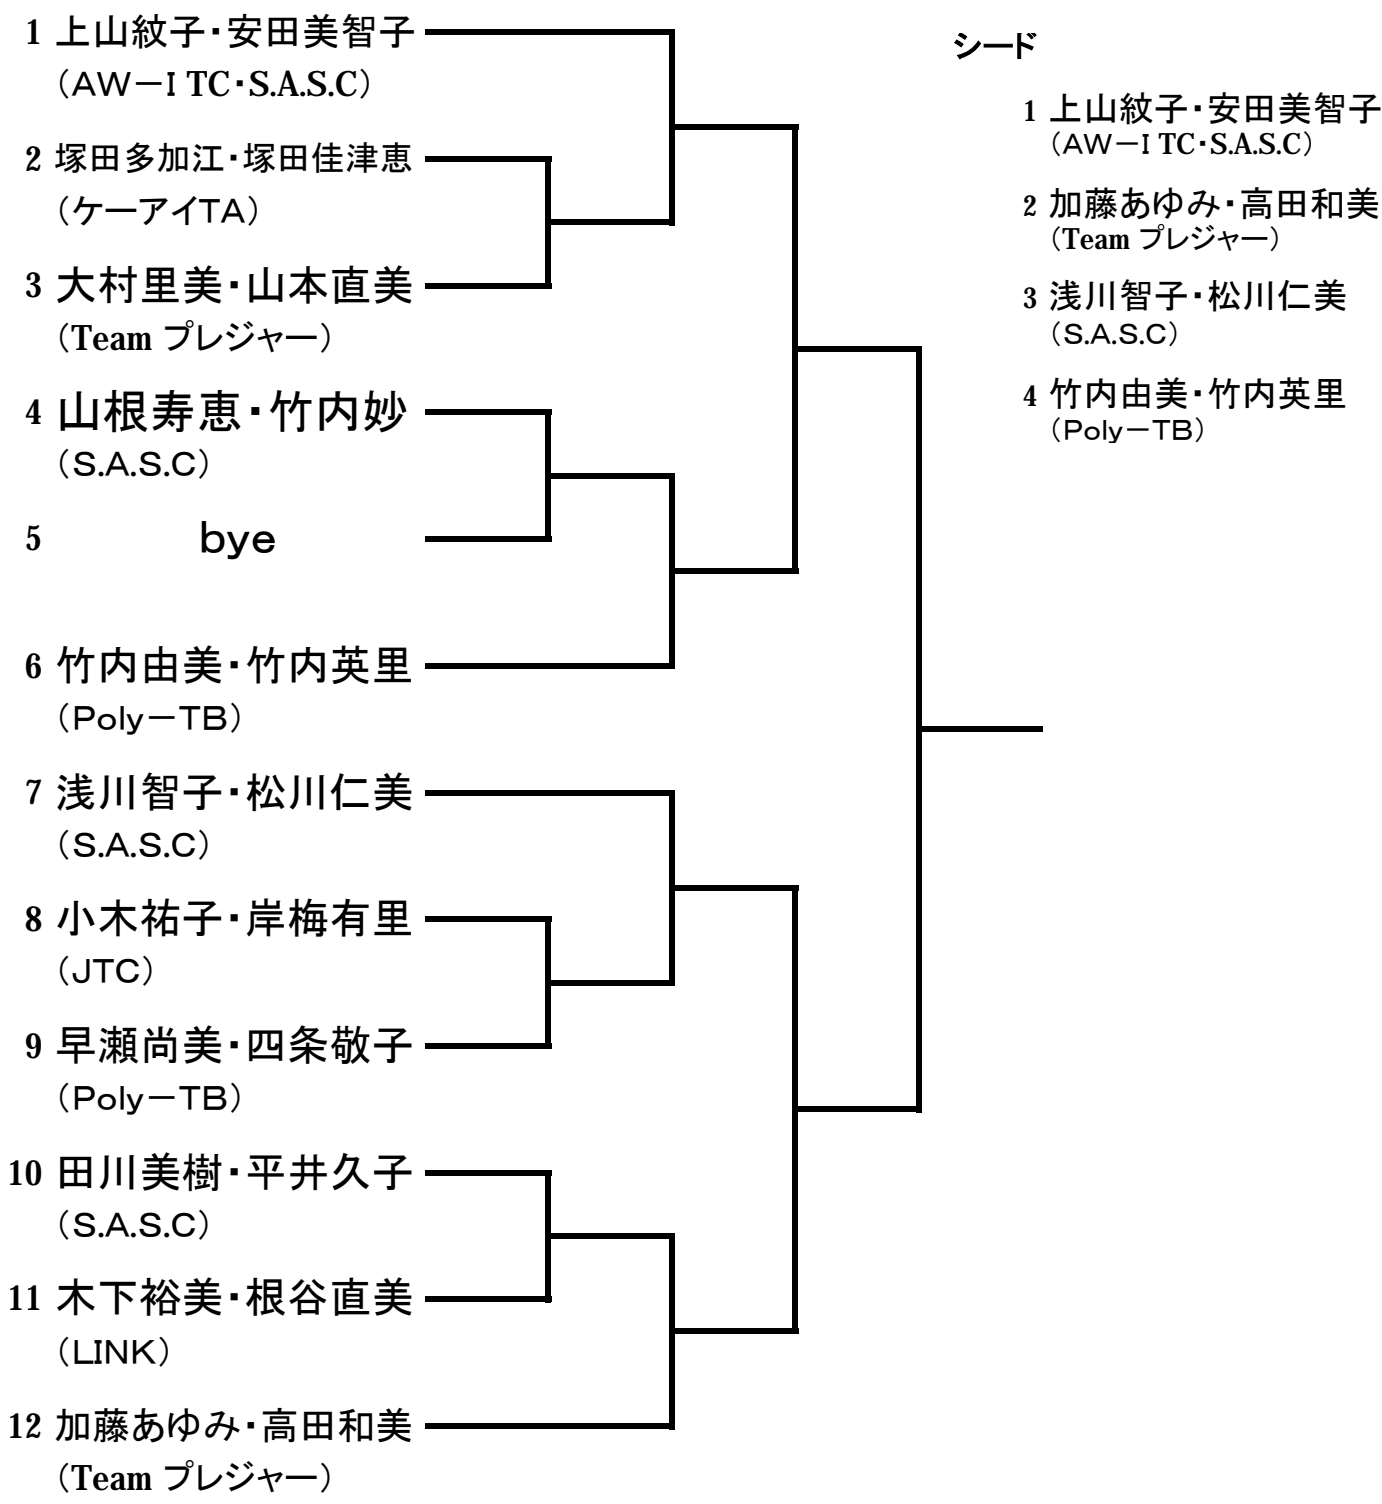 1 上山紋子・安田美智子
（AW－I TC・S.A.S.C）
2 塚田多加江・塚田佳津恵
（ケーアイTA）
3 大村里美・山本直美
（Team プレジャー）
4 山根寿恵・竹内妙
（S.A.S.C）
5 bye
6 竹内由美・竹内英里
（Poly－TB）
7 浅川智子・松川仁美
（S.A.S.C）
8 小木祐子・岸梅有里
（JTC）
9 早瀬尚美・四条敬子
（Poly－TB）
10 田川美樹・平井久子
（S.A.S.C）
11 木下裕美・根谷直美
（LINK）
12 加藤あゆみ・高田和美
（Team プレジャー）
シード
1 上山紋子・安田美智子
（AW－I TC・S.A.S.C）
2 加藤あゆみ・高田和美
（Team プレジャー）
3 浅川智子・松川仁美
（S.A.S.C）
4 竹内由美・竹内英里
（Poly－TB）